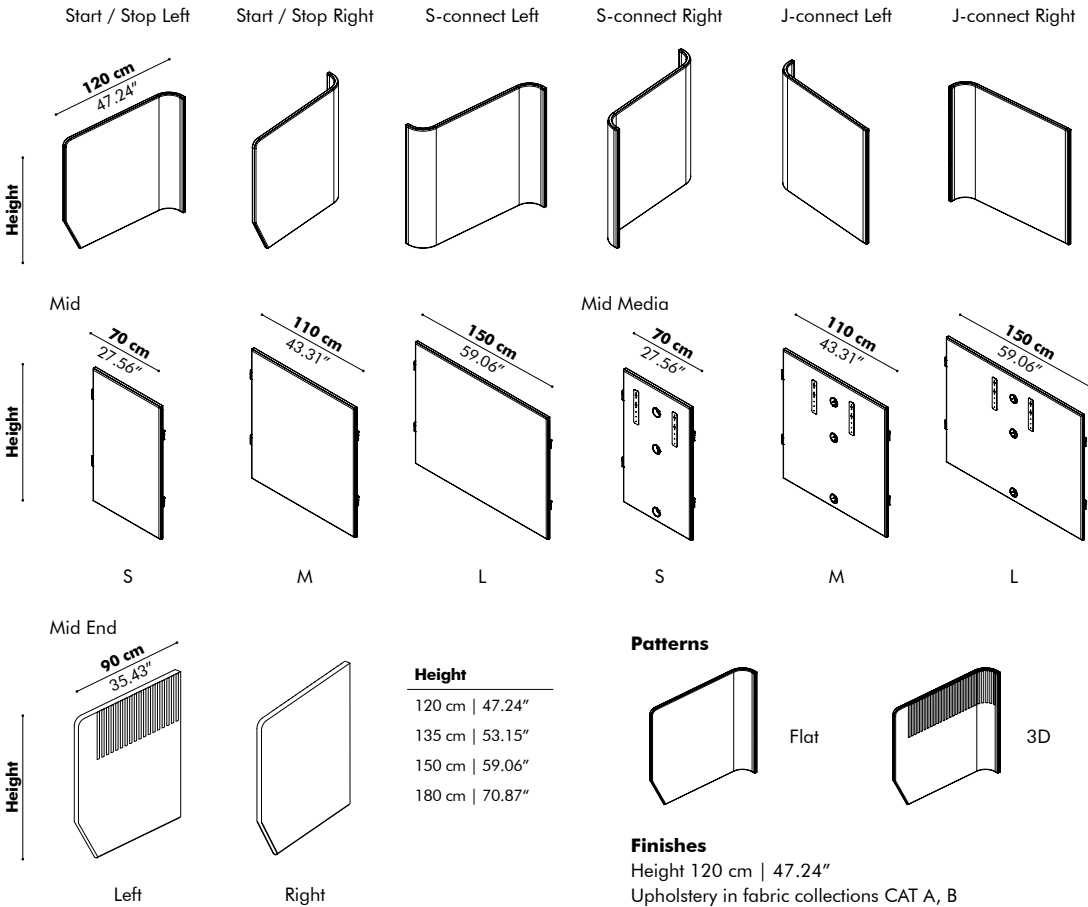 Start / Stop Left
Start / Stop Right
S-connect Left
S-connect Right
J-connect Left
J-connect Right
120 cm
47.24″
Height
Mid
Mid Media
70 cm
27.56″
110 cm
43.31″
150 cm
59.06″
70 cm
27.56″
110 cm
43.31″
150 cm
59.06″
Height
S
M
L
S
M
L
Mid End
90 cm
35.43″
Height
Left
Right
Height
120 cm | 47.24″
135 cm | 53.15″
150 cm | 59.06″
180 cm | 70.87″
Patterns
Flat
3D
Finishes
Height 120 cm | 47.24″
Upholstery in fabric collections CAT A, B